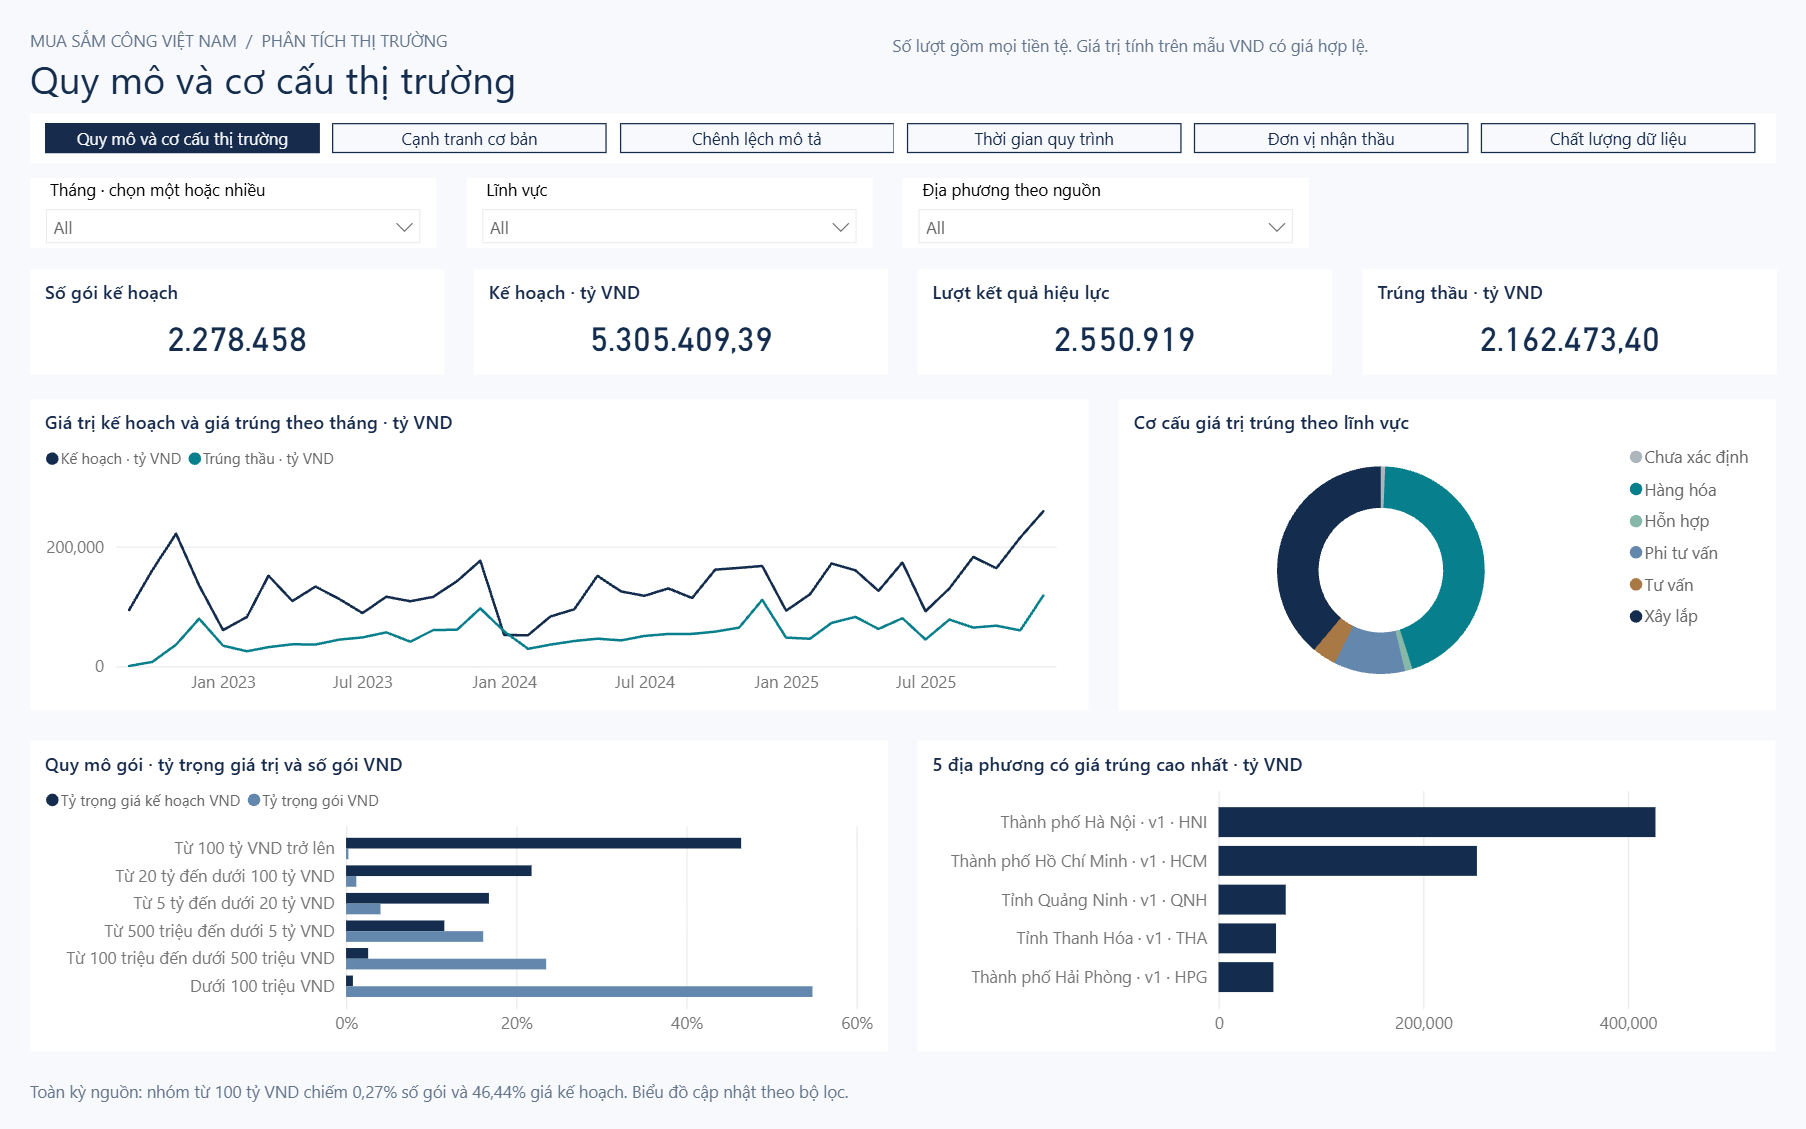 MUA SẮM CÔNG VIỆT NAM / PHÂN TÍCH THỊ TRƯỜNG
Số lượt gồm mọi tiền tệ. Giá trị tính trên mẫu VND có giá hợp lệ.
Quy mô và cơ cấu thị trường
Quy mô và cơ cấu thị trường
Cạnh tranh cơ bản
Chênh lệch mô tả
Thời gian quy trình
Đơn vị nhận thầu
Chất lượng dữ liệu
Tháng · chọn một hoặc nhiều
All
Lĩnh vực
All
Địa phương theo nguồn
All
Số gói kế hoạch
2.278.458
Kế hoạch · tỷ VND
5.305.409,39
Lượt kết quả hiệu lực
2.550.919
Trúng thầu · tỷ VND
2.162.473,40
Giá trị kế hoạch và giá trúng theo tháng · tỷ VND
Kế hoạch · tỷ VND
Trúng thầu · tỷ VND
200,000
0
Jan 2023
Jul 2023
Jan 2024
Jul 2024
Jan 2025
Jul 2025
Cơ cấu giá trị trúng theo lĩnh vực
Chưa xác định
Hàng hóa
Hỗn hợp
Phi tư vấn
Tư vấn
Xây lắp
Quy mô gói · tỷ trọng giá trị và số gói VND
Tỷ trọng giá kế hoạch VND
Tỷ trọng gói VND
Từ 100 tỷ VND trở lên
Từ 20 tỷ đến dưới 100 tỷ VND
Từ 5 tỷ đến dưới 20 tỷ VND
Từ 500 triệu đến dưới 5 tỷ VND
Từ 100 triệu đến dưới 500 triệu VND
Dưới 100 triệu VND
0%
20%
40%
60%
5 địa phương có giá trúng cao nhất · tỷ VND
Thành phố Hà Nội · v1 · HNI
Thành phố Hồ Chí Minh · v1 · HCM
Tỉnh Quảng Ninh · v1 · QNH
Tỉnh Thanh Hóa · v1 · THA
Thành phố Hải Phòng · v1 · HPG
0
200,000
400,000
Toàn kỳ nguồn: nhóm từ 100 tỷ VND chiếm 0,27% số gói và 46,44% giá kế hoạch. Biểu đồ cập nhật theo bộ lọc.